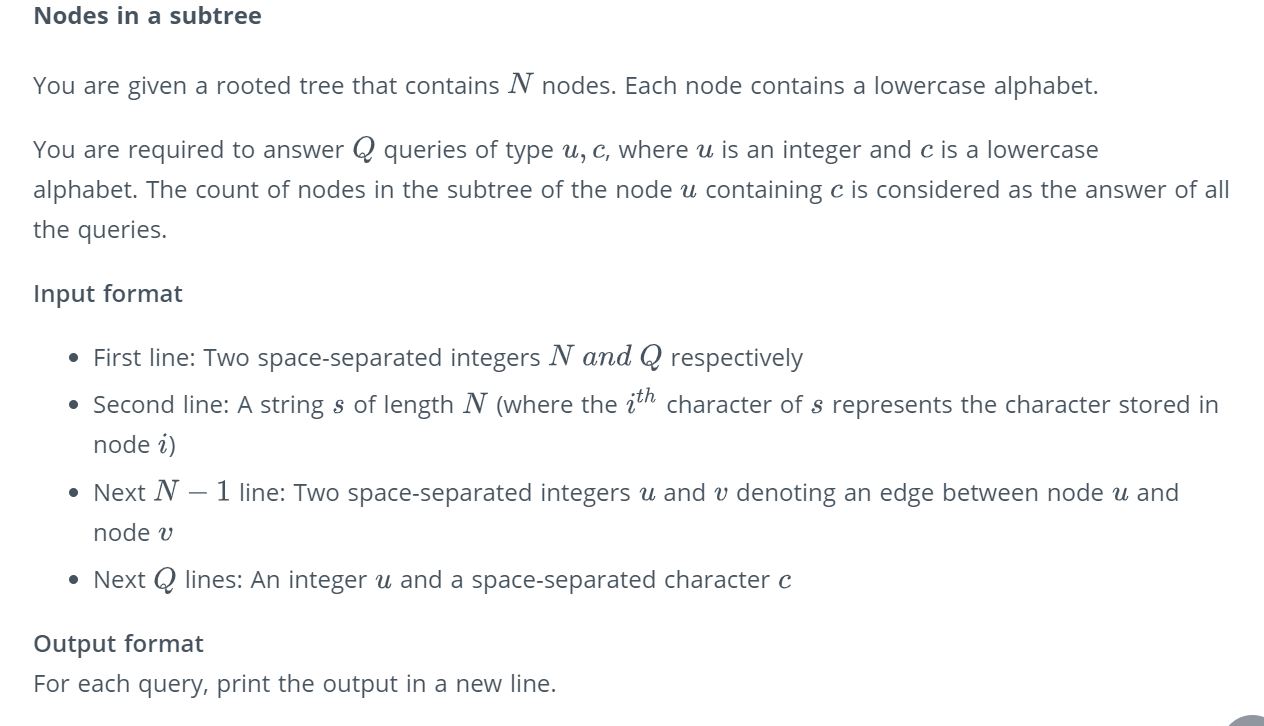 Nodes in a subtree
You are given a rooted tree that contains N nodes. Each node contains a lowercase alphabet.
You are required to answer Q queries of type u, c, where u is an integer and c is a lowercase
alphabet. The count of nodes in the subtree of the node u containing c is considered as the answer of all
the queries.
Input format
• First line: Two space-separated integers N and Q respectively
• Second line: A string s of length N (where the i^th character of s represents the character stored in
node i)
• Next N − 1 line: Two space-separated integers u and v denoting an edge between node u and
node v
• Next Q lines: An integer u and a space-separated character c
Output format
For each query, print the output in a new line.